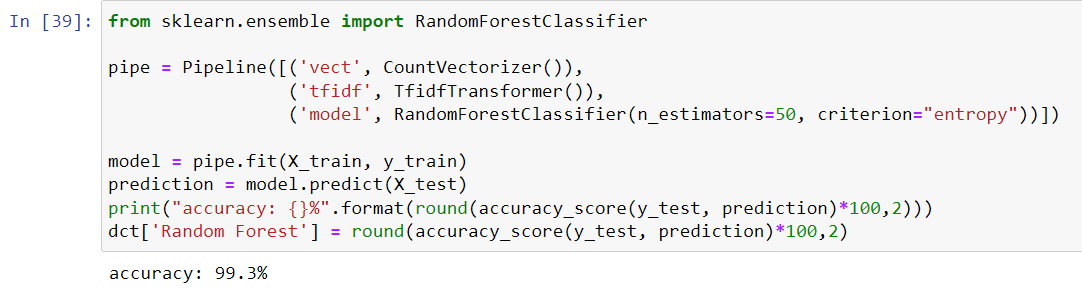 In [39]: from sklearn.ensemble import RandomForestClassifier
pipe = Pipeline([('vect', CountVectorizer()),
('tfidf', TfidfTransformer()),
('model', RandomForestClassifier(n_estimators=50, criterion="entropy"))])
model = pipe.fit(X_train, y_train)
prediction = model.predict(X_test)
print("accuracy: {}%".format(round(accuracy_score(y_test, prediction)*100,2)))
dct['Random Forest'] = round(accuracy_score(y_test, prediction)*100,2)
accuracy: 99.3%